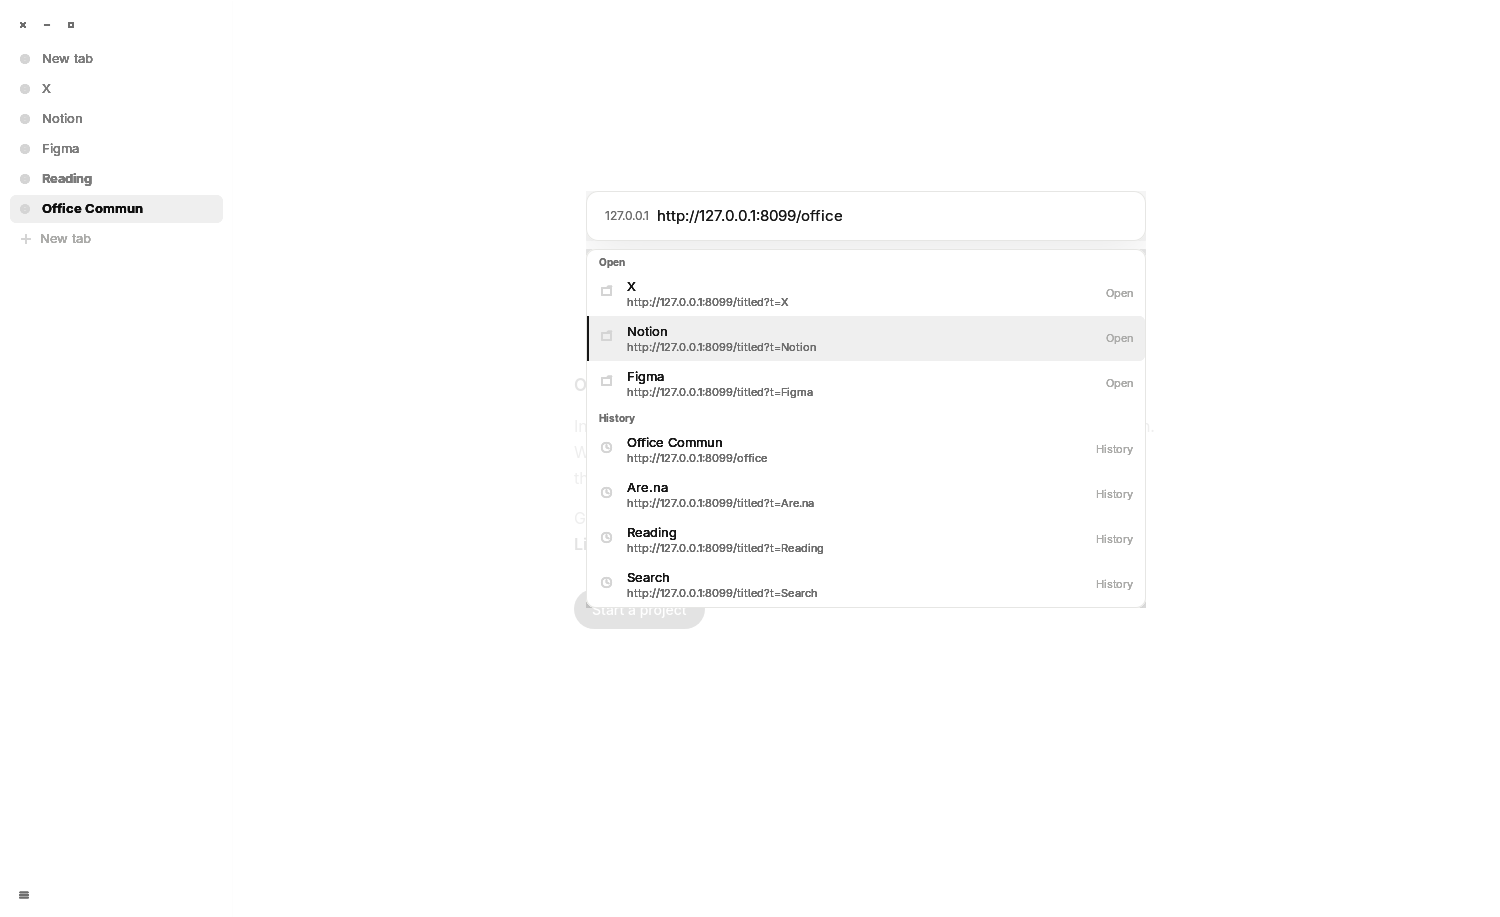 New tab
X
Notion
Figma
Reading
Office Commun
New tab
127.0.0.1 http://127.0.0.1:8099/office
Open
X
http://127.0.0.1:8099/titled?t=X
Open
Notion
http://127.0.0.1:8099/titled?t=Notion
Open
Figma
http://127.0.0.1:8099/titled?t=Figma
Open
History
Office Commun
http://127.0.0.1:8099/office
History
Are.na
http://127.0.0.1:8099/titled?t=Are.na
History
Reading
http://127.0.0.1:8099/titled?t=Reading
History
Search
http://127.0.0.1:8099/titled?t=Search
History
Start a project